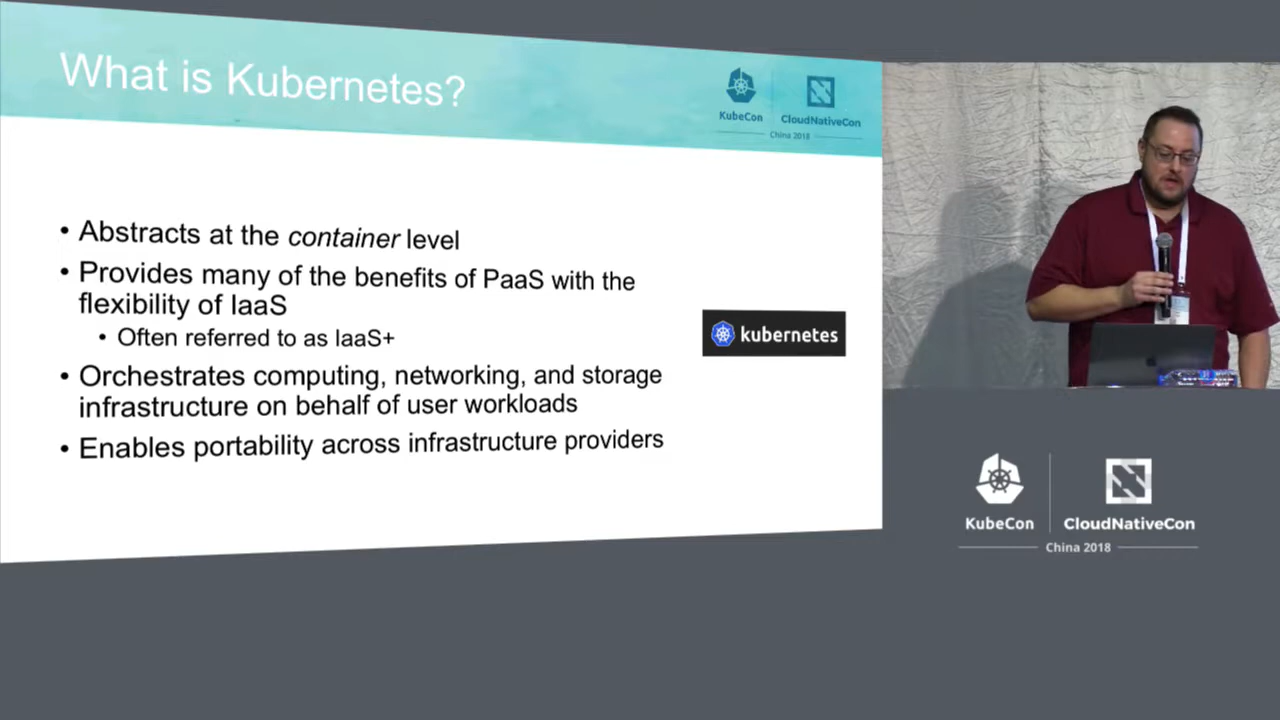 What is Kubernetes?
KubeCon
CloudNativeCon
China 2018
• Abstracts at the container level
• Provides many of the benefits of PaaS with the
flexibility of IaaS
• Often referred to as IaaS+
• Orchestrates computing, networking, and storage
infrastructure on behalf of user workloads
• Enables portability across infrastructure providers
kubernetes
KubeCon
CloudNativeCon
China 2018